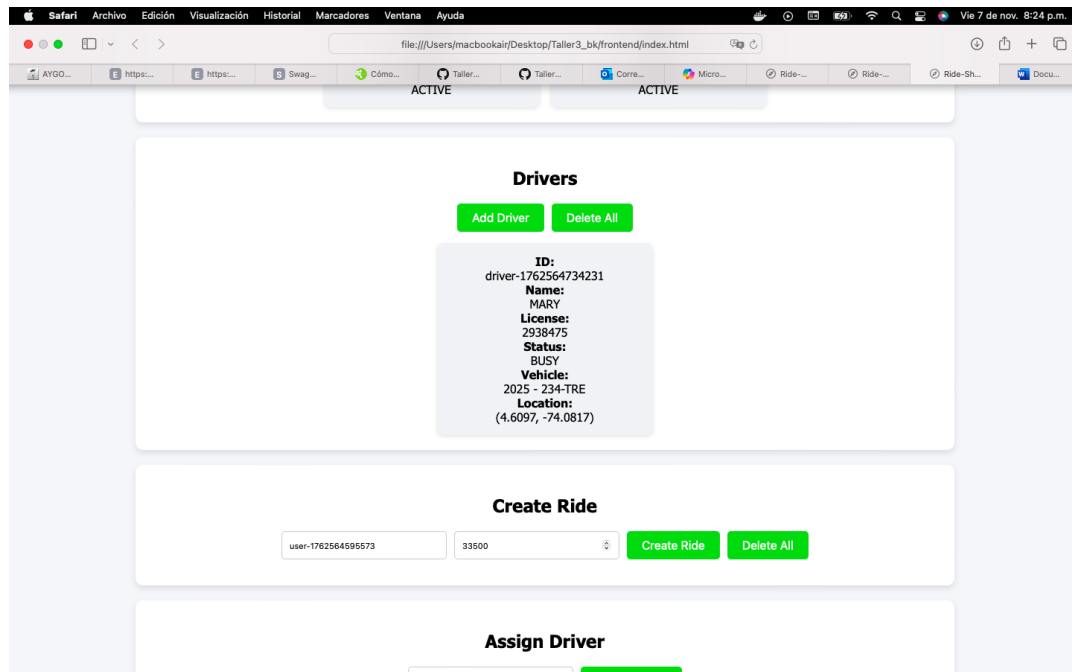 Safari Archivo Edición Visualización Historial Marcadores Ventana Ayuda Vie 7 de nov. 8:24 p.m.
file:///Users/macbookair/Desktop/Taller3_bk/frontend/index.html
AYGO... https:... https:... Swag... Cómo... Taller... Taller... Corre... Micro... Ride-... Ride-... Ride-Sh... Docu...
ACTIVE ACTIVE
Drivers
Add Driver Delete All
ID:
driver-1762564734231
Name:
MARY
License:
2938475
Status:
BUSY
Vehicle:
2025 - 234-TRE
Location:
(4.6097, -74.0817)
Create Ride
user-1762564595573 33500 Create Ride Delete All
Assign Driver